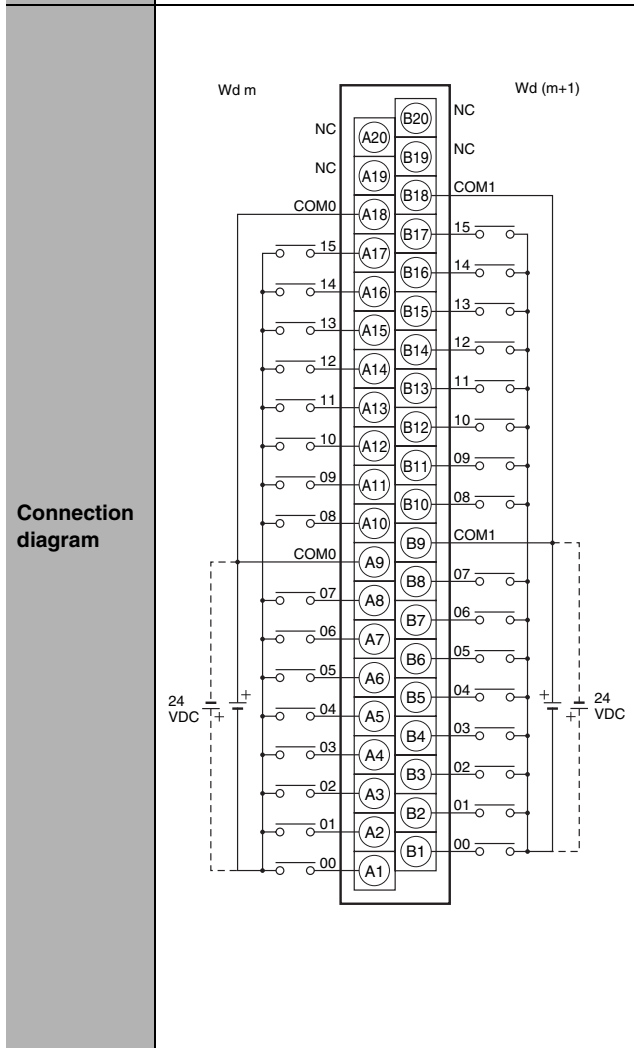 Connection
diagram
Wd m
Wd (m+1)
NC A20
NC A19
COM0 A18
15 A17
14 A16
13 A15
12 A14
11 A13
10 A12
09 A11
08 A10
COM0 A9
07 A8
06 A7
05 A6
04 A5
03 A4
02 A3
01 A2
00 A1
24
VDC
+ +
B20 NC
B19 NC
B18 COM1
B17 15
B16 14
B15 13
B14 12
B13 11
B12 10
B11 09
B10 08
B9 COM1
B8 07
B7 06
B6 05
B5 04
B4 03
B3 02
B2 01
B1 00
+ +
24
VDC